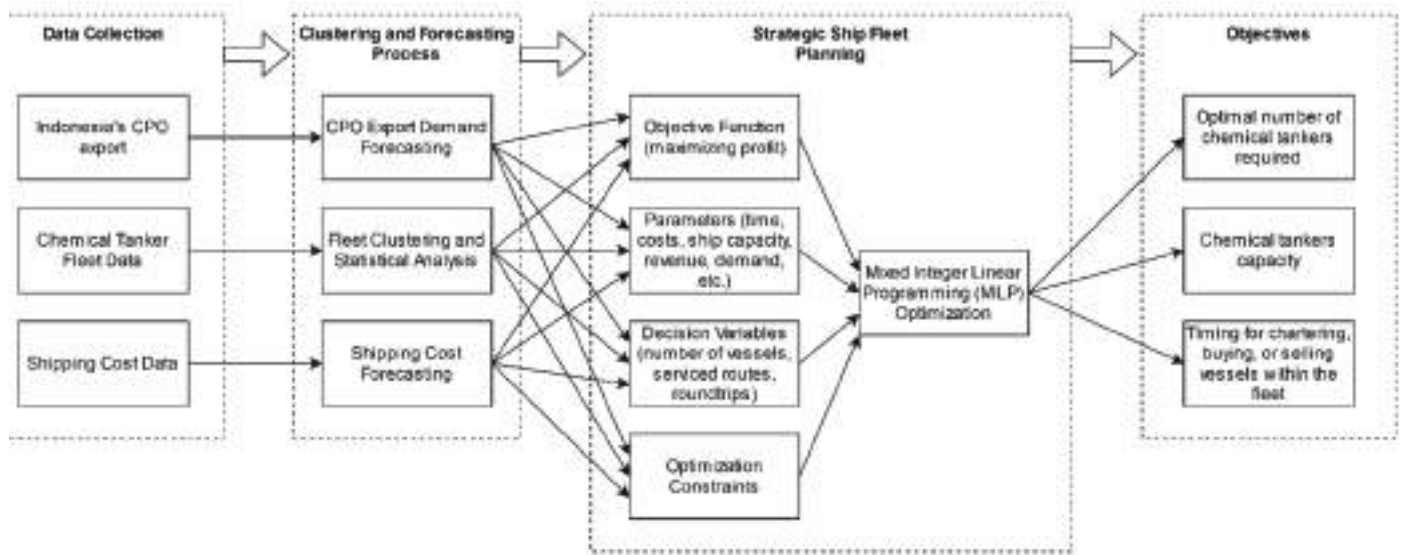 Data Collection
Indonesia's CPO
export
Chemical Tanker
Fleet Data
Shipping Cost Data
Clustering and Forecasting
Process
CPO Export Demand
Forecasting
Fleet Clustering and
Statistical Analysis
Shipping Cost
Forecasting
Strategic Ship Fleet
Planning
Objective Function
(maximizing profit)
Parameters (time,
costs, ship capacity,
revenue, demand,
etc.)
Decision Variables
(number of vessels,
serviced routes,
roundtrips)
Optimization
Constraints
Mixed Integer Linear
Programming (MILP)
Optimization
Objectives
Optimal number of
chemical tankers
required
Chemical tankers
capacity
Timing for chartering,
buying, or selling
vessels within the
fleet